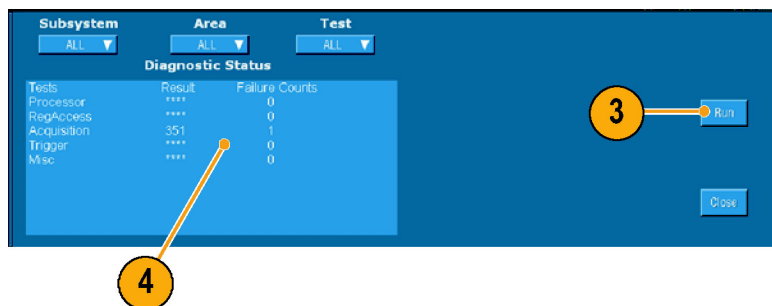 Subsystem Area Test
ALL ALL ALL
Diagnostic Status
Tests Result Failure Counts
Processor **** 0
RegAccess **** 0
Acquisition 351 1
Trigger **** 0
Misc **** 0
3 Run
Close
4